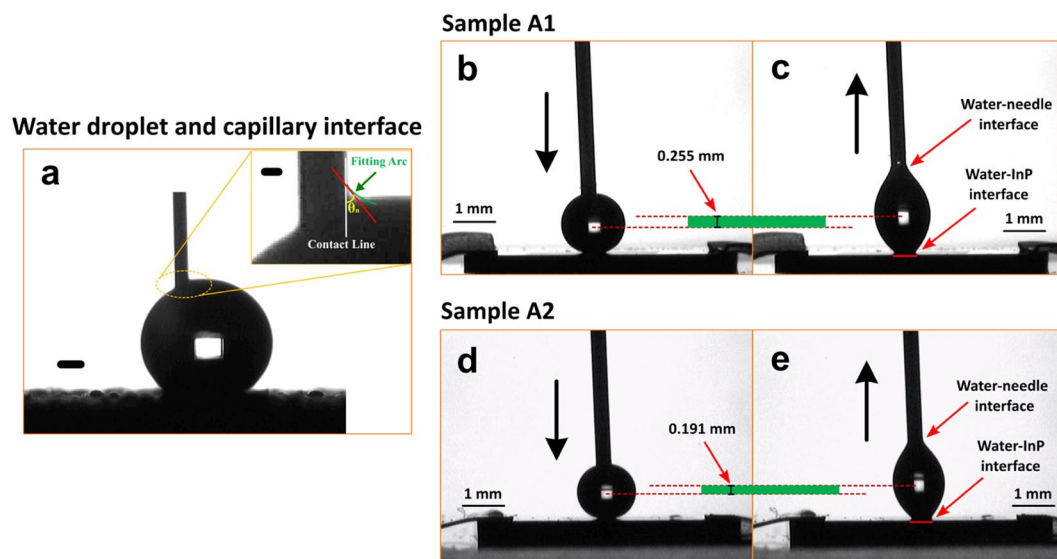 Sample A1
Water droplet and capillary interface
a
Fitting Arc
θn
Contact Line
b
0.255 mm
1 mm
c
Water-needle
interface
Water-InP
interface
1 mm
Sample A2
d
0.191 mm
1 mm
e
Water-needle
interface
Water-InP
interface
1 mm